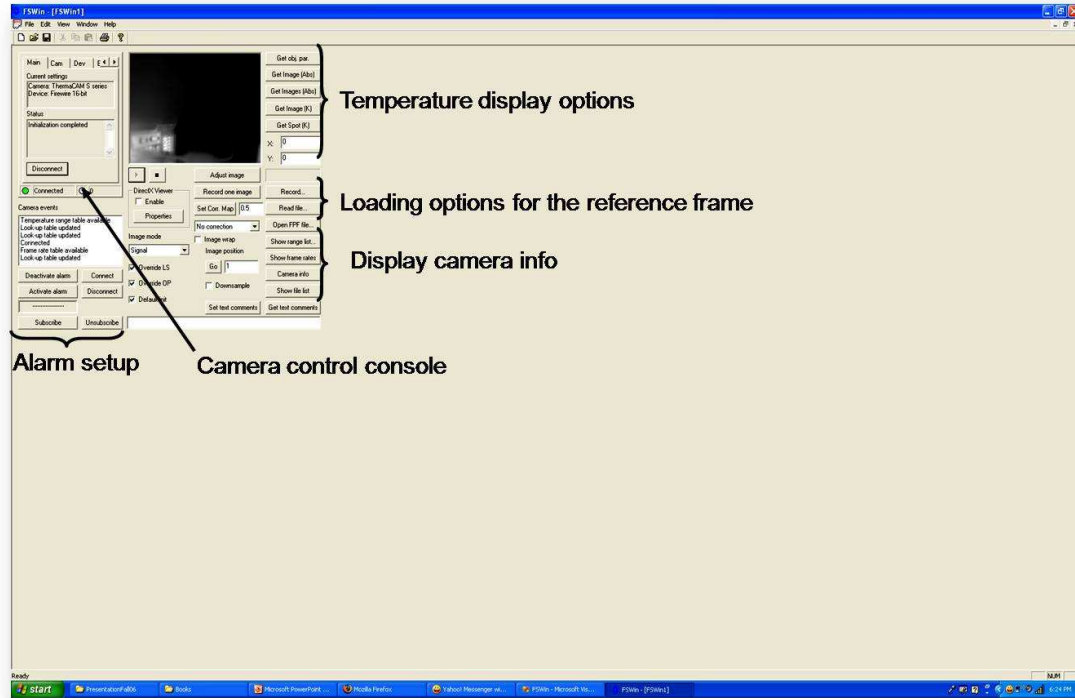 FSWin - [FSWin1]
File Edit View Window Help
Main Cam Dev
Current settings
Camera: ThermaCAM S series
Device: Firewire 16-bit
Status
Initialization completed
Disconnect
Connected
Camera events
Temperature range table available
Look-up table updated
Look-up table updated
Connected
Frame rate table available
Look-up table updated
Deactivate alarm Connect
Activate alarm Disconnect
---------------
Subscribe Unsubscribe
DirectX Viewer
Enable
Properties
Image mode
Signal
Override LS
Override OP
Adjust image
Record one image
Set Corr. Map 0.5
No correction
Image wrap
Image position
Go 1
Downsample
Set text comments
Get obj. par.
Get Image (Abs)
Get Images (Abs)
Get Image (K)
Get Spot (K)
X: 0
Y: 0
Record...
Read file...
Open FPF file...
Show range list...
Show frame rates
Camera info
Show file list
Get text comments
Temperature display options
Loading options for the reference frame
Display camera info
Alarm setup
Camera control console
Ready
NUM
start PresentationFall06 Books Microsoft PowerPoint ... Mozilla Firefox Yahoo! Messenger wi... FSWin - Microsoft Vis... FSWin - [FSWin1] 6:24 PM